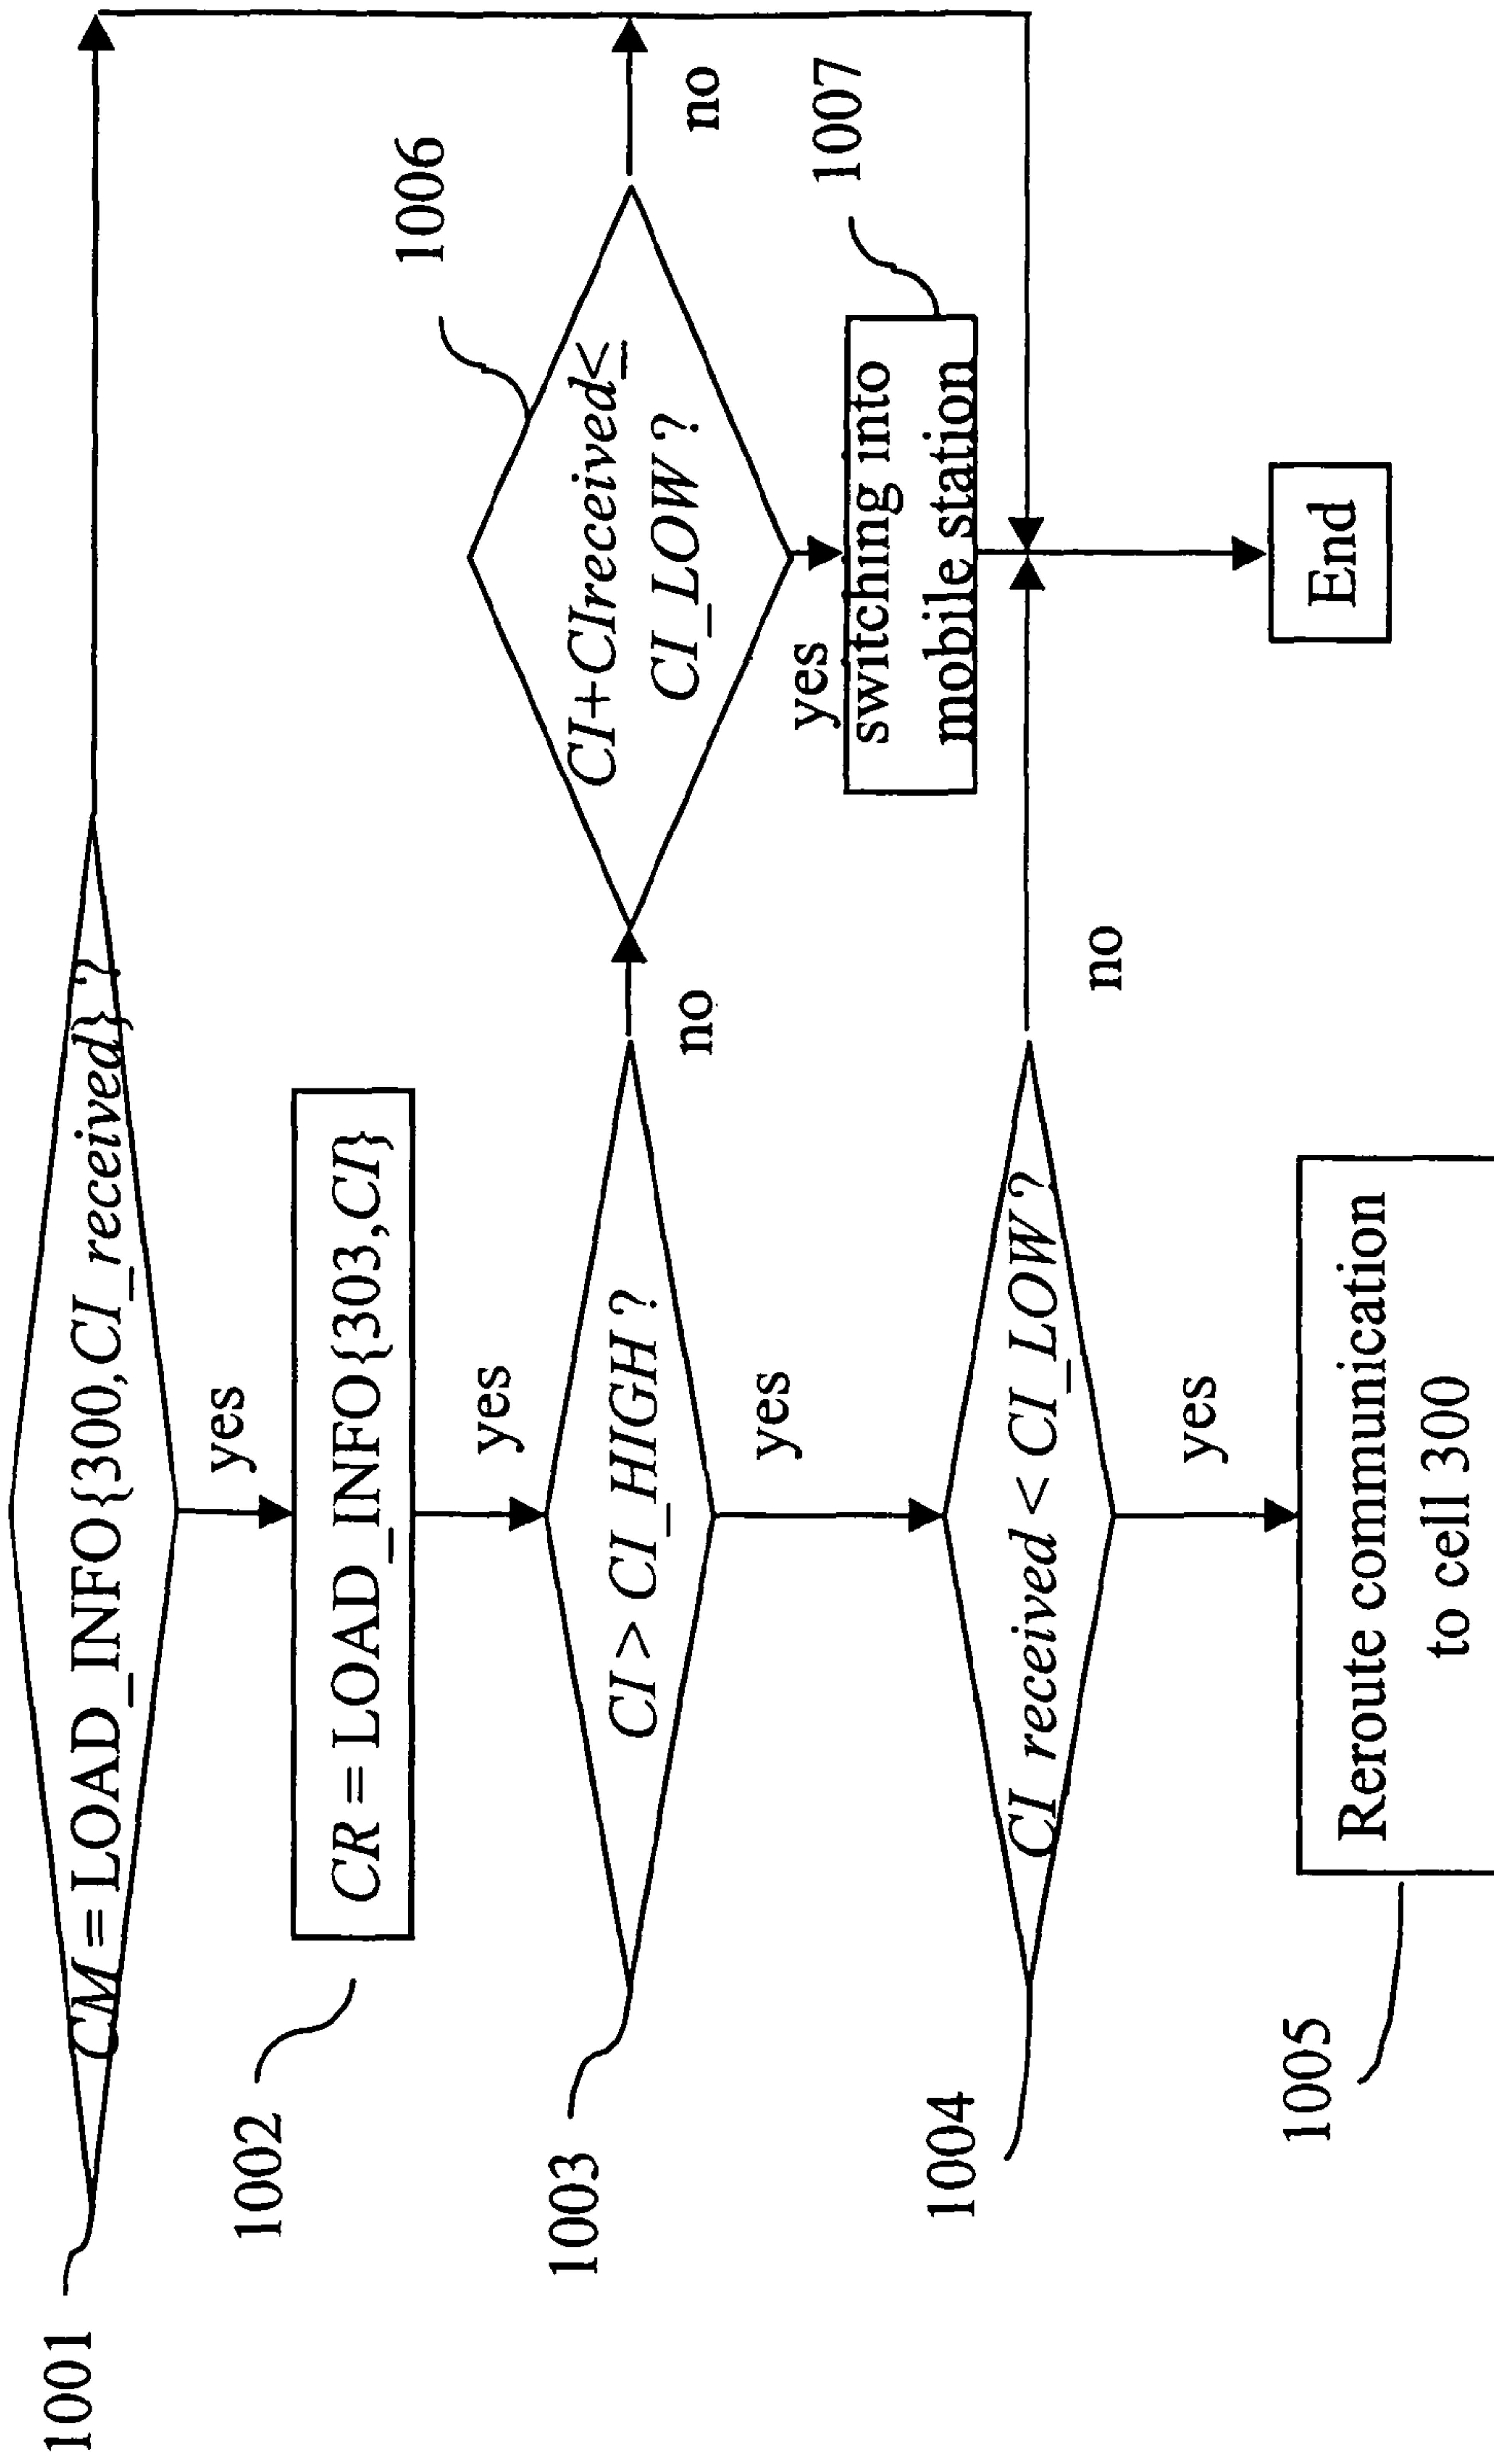 1001
CM = LOAD_INFO{300,CI_received} ?
yes
1002
CR = LOAD_INFO{303,CI}
yes
1003
CI > CI_HIGH ?
no
yes
1006
CI+CIreceived≤
CI_LOW ?
no
yes
1007
switching into
mobile station
1004
CI received < CI_LOW ?
no
yes
1005
Reroute communication
to cell 300
End